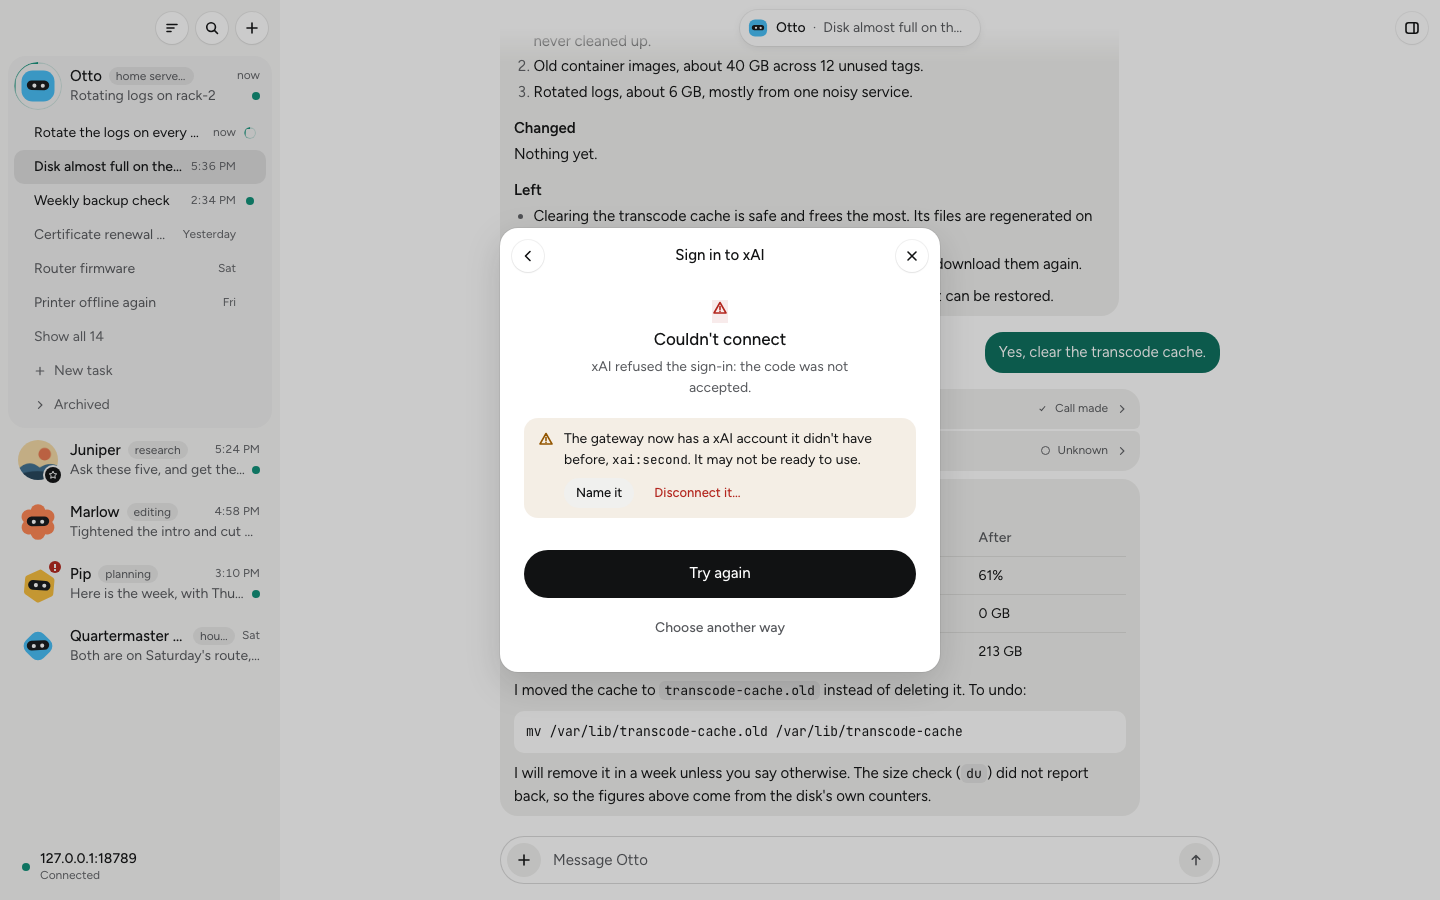 Otto
home serve...
now
Rotating logs on rack-2
Rotate the logs on every ...
now
Disk almost full on the...
5:36 PM
Weekly backup check
2:34 PM
Certificate renewal ...
Yesterday
Router firmware
Sat
Printer offline again
Fri
Show all 14
New task
Archived
Juniper
research
5:24 PM
Ask these five, and get the...
Marlow
editing
4:58 PM
Tightened the intro and cut ...
Pip
planning
3:10 PM
Here is the week, with Thu...
Quartermaster ...
hou...
Sat
Both are on Saturday's route,...
127.0.0.1:18789
Connected
Otto · Disk almost full on th...
never cleaned up.
2. Old container images, about 40 GB across 12 unused tags.
3. Rotated logs, about 6 GB, mostly from one noisy service.
Changed
Nothing yet.
Left
• Clearing the transcode cache is safe and frees the most. Its files are regenerated on
download them again.
can be restored.
Yes, clear the transcode cache.
Call made
Unknown
After
61%
0 GB
213 GB
Sign in to xAI
Couldn't connect
xAI refused the sign-in: the code was not
accepted.
The gateway now has a xAI account it didn't have
before, xai:second. It may not be ready to use.
Name it
Disconnect it...
Try again
Choose another way
I moved the cache to transcode-cache.old instead of deleting it. To undo:
mv /var/lib/transcode-cache.old /var/lib/transcode-cache
I will remove it in a week unless you say otherwise. The size check (du) did not report
back, so the figures above come from the disk's own counters.
Message Otto